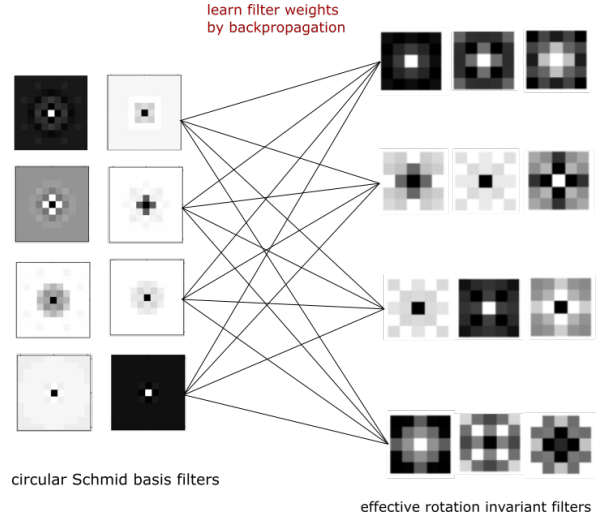 learn filter weights
by backpropagation
circular Schmid basis filters
effective rotation invariant filters